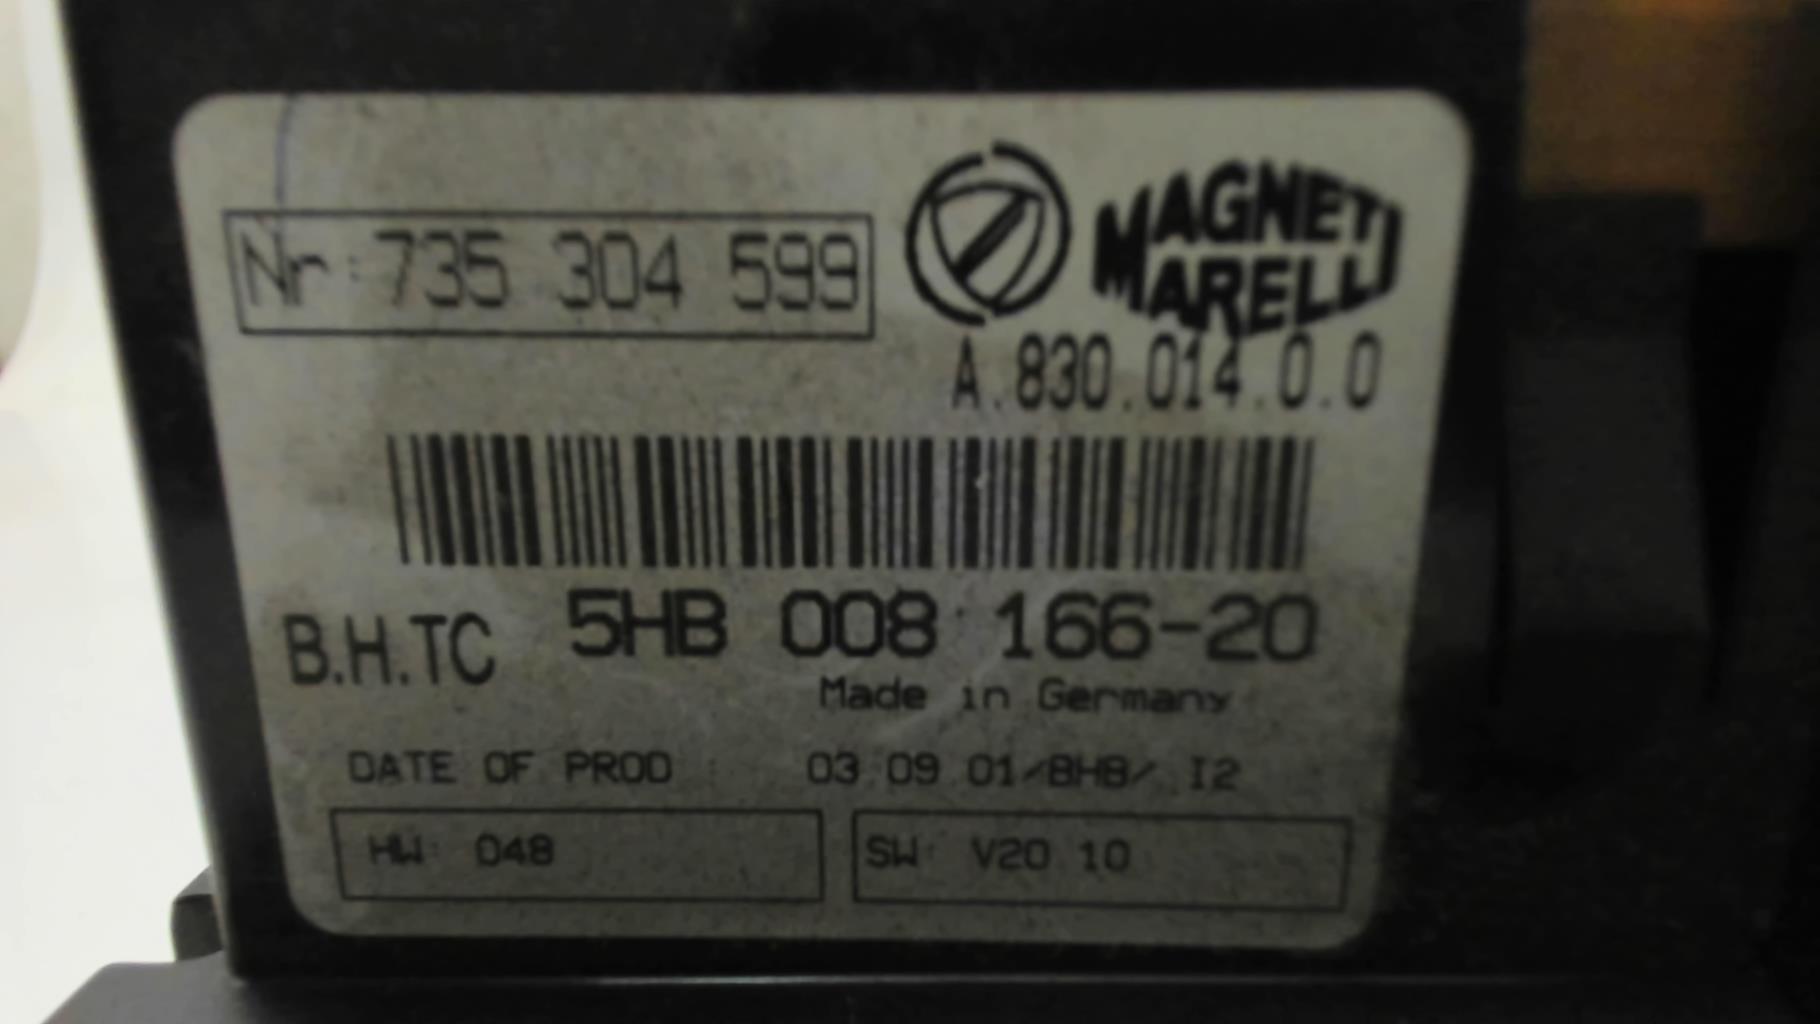 Nr: 735 304 599
MAGNETI
MARELLI
A.830.014.0.0
B.H.TC 5HB 008 166-20
Made in Germany
DATE OF PROD : 03.09.01/BHB/ I2
HW: 048
SW: V20 10